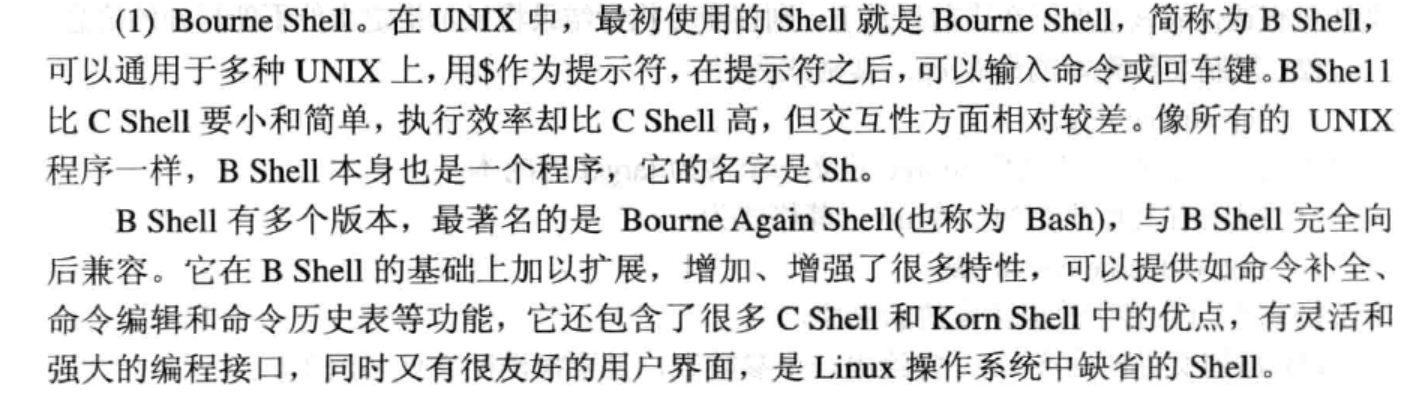 (1) Bourne Shell。在 UNIX 中，最初使用的 Shell 就是 Bourne Shell，简称为 B Shell，
可以通用于多种 UNIX 上，用$作为提示符，在提示符之后，可以输入命令或回车键。B She11
比 C Shell 要小和简单，执行效率却比 C Shell 高，但交互性方面相对较差。像所有的 UNIX
程序一样，B Shell 本身也是一个程序，它的名字是 Sh。
B Shell 有多个版本，最著名的是 Bourne Again Shell(也称为 Bash)，与 B Shell 完全向
后兼容。它在 B Shell 的基础上加以扩展，增加、增强了很多特性，可以提供如命令补全、
命令编辑和命令历史表等功能，它还包含了很多 C Shell 和 Korn Shell 中的优点，有灵活和
强大的编程接口，同时又有很友好的用户界面，是 Linux 操作系统中缺省的 Shell。